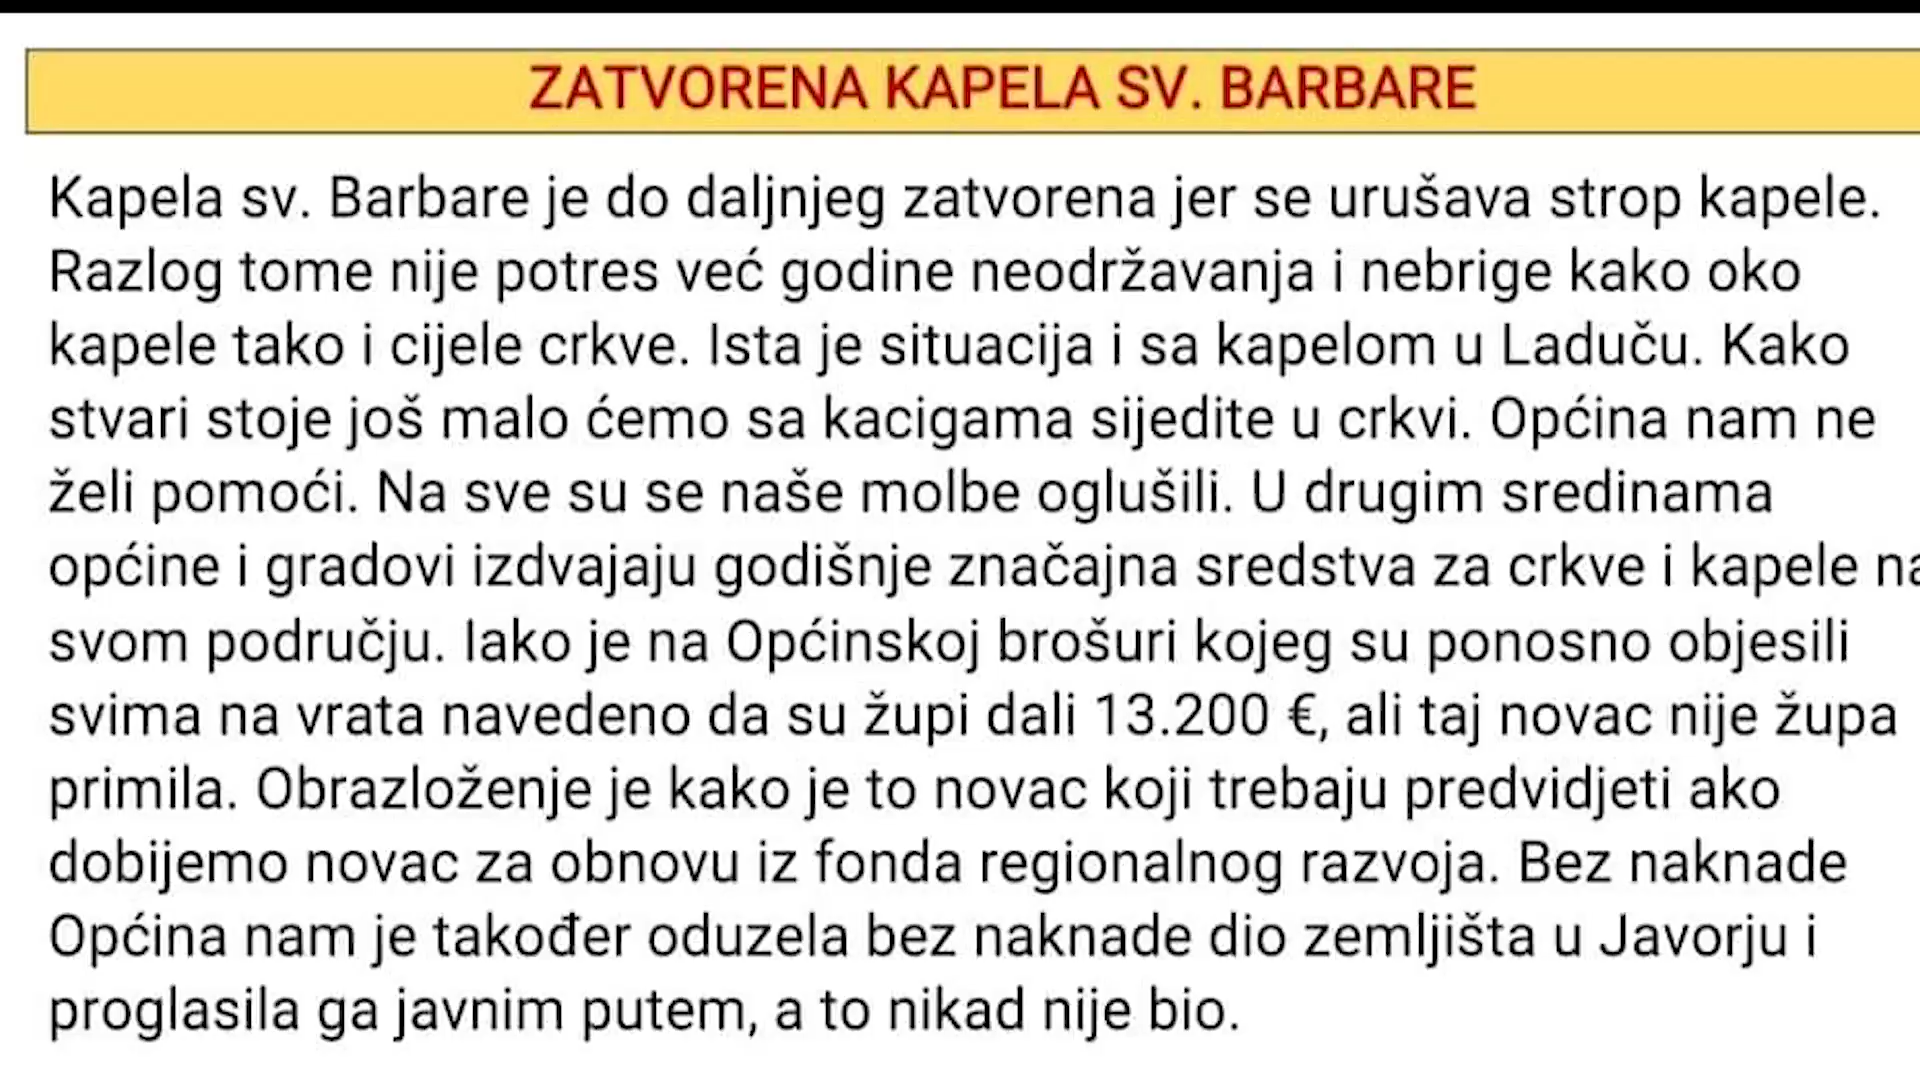 ZATVORENA KAPELA SV. BARBARE
Kapela sv. Barbare je do daljnjeg zatvorena jer se urušava strop kapele.
Razlog tome nije potres već godine neodržavanja i nebrige kako oko
kapele tako i cijele crkve. Ista je situacija i sa kapelom u Laduču. Kako
stvari stoje još malo ćemo sa kacigama sijedite u crkvi. Općina nam ne
želi pomoći. Na sve su se naše molbe oglušili. U drugim sredinama
općine i gradovi izdvajaju godišnje značajna sredstva za crkve i kapele na
svom području. Iako je na Općinskoj brošuri kojeg su ponosno objesili
svima na vrata navedeno da su župi dali 13.200 €, ali taj novac nije župa
primila. Obrazloženje je kako je to novac koji trebaju predvidjeti ako
dobijemo novac za obnovu iz fonda regionalnog razvoja. Bez naknade
Općina nam je također oduzela bez naknade dio zemljišta u Javorju i
proglasila ga javnim putem, a to nikad nije bio.